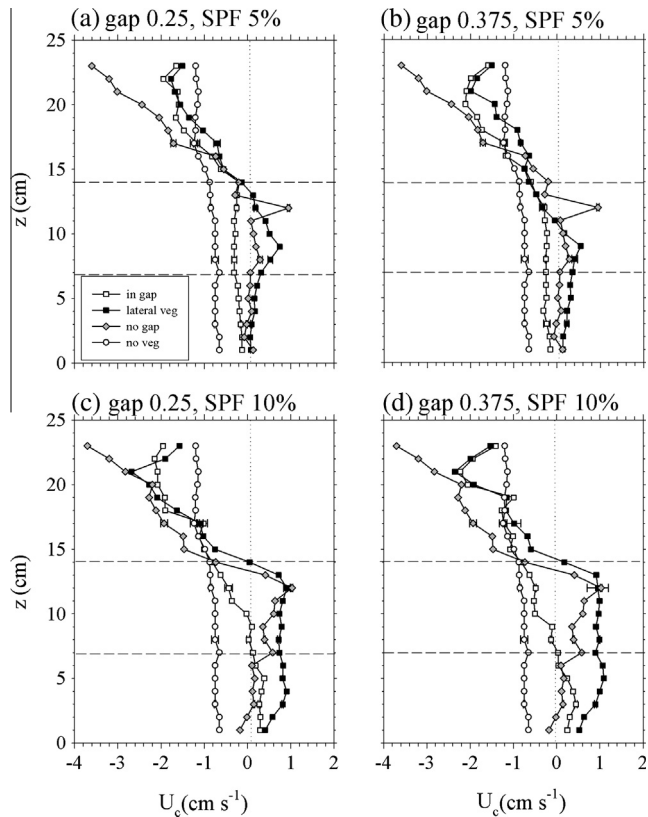 (a) gap 0.25, SPF 5%
(b) gap 0.375, SPF 5%
25
20
15
10
5
0
z (cm)
in gap
lateral veg
no gap
no veg
(c) gap 0.25, SPF 10%
(d) gap 0.375, SPF 10%
25
20
15
10
5
0
z (cm)
-4 -3 -2 -1 0 1 2
-4 -3 -2 -1 0 1 2
Uc(cm s⁻¹)
Uc(cm s⁻¹)